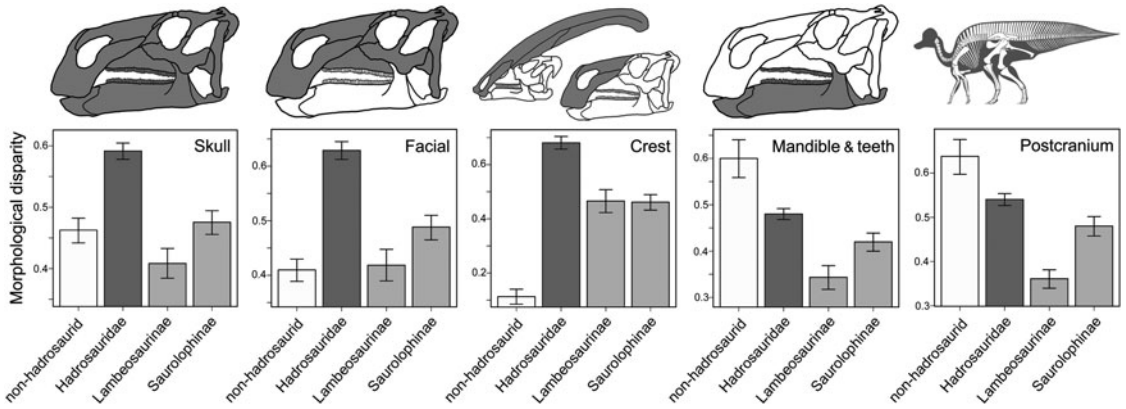 Morphological disparity
Skull
0.6
0.5
0.4
non-hadrosaurid
Hadrosauridae
Lambeosaurinae
Saurolophinae
Facial
0.6
0.5
0.4
non-hadrosaurid
Hadrosauridae
Lambeosaurinae
Saurolophinae
Crest
0.6
0.4
0.2
non-hadrosaurid
Hadrosauridae
Lambeosaurinae
Saurolophinae
Mandible & teeth
0.6
0.5
0.4
0.3
non-hadrosaurid
Hadrosauridae
Lambeosaurinae
Saurolophinae
Postcranium
0.6
0.5
0.4
0.3
non-hadrosaurid
Hadrosauridae
Lambeosaurinae
Saurolophinae